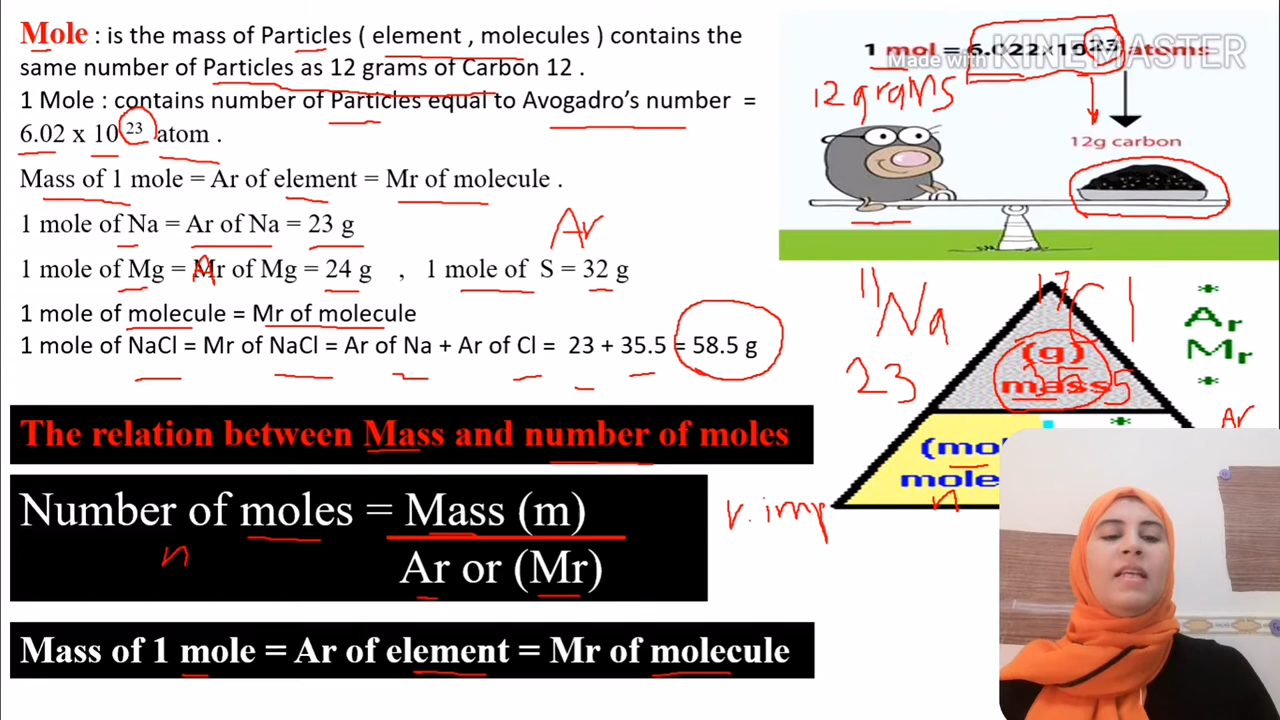 Mole : is the mass of Particles ( element , molecules ) contains the
same number of Particles as 12 grams of Carbon 12 .
1 Mole : contains number of Particles equal to Avogadro's number =
6.02 x 10 23 atom .
Mass of 1 mole = Ar of element = Mr of molecule .
1 mole of Na = Ar of Na = 23 g
Ar
1 mole of Mg = Ar of Mg = 24 g , 1 mole of S = 32 g
1 mole of molecule = Mr of molecule
1 mole of NaCl = Mr of NaCl = Ar of Na + Ar of Cl = 23 + 35.5 = 58.5 g
The relation between Mass and number of moles
Number of moles = Mass (m)
Ar or (Mr)
n
Mass of 1 mole = Ar of element = Mr of molecule
1 mol = 6.022x10 23 atoms
Made with KINEMASTER
12 grams
12g carbon
11 Na
23
17 Cl
35.5
(g)
mass
*
Ar
Mr
*
Ar
*
(mol
mole
n
v. imp